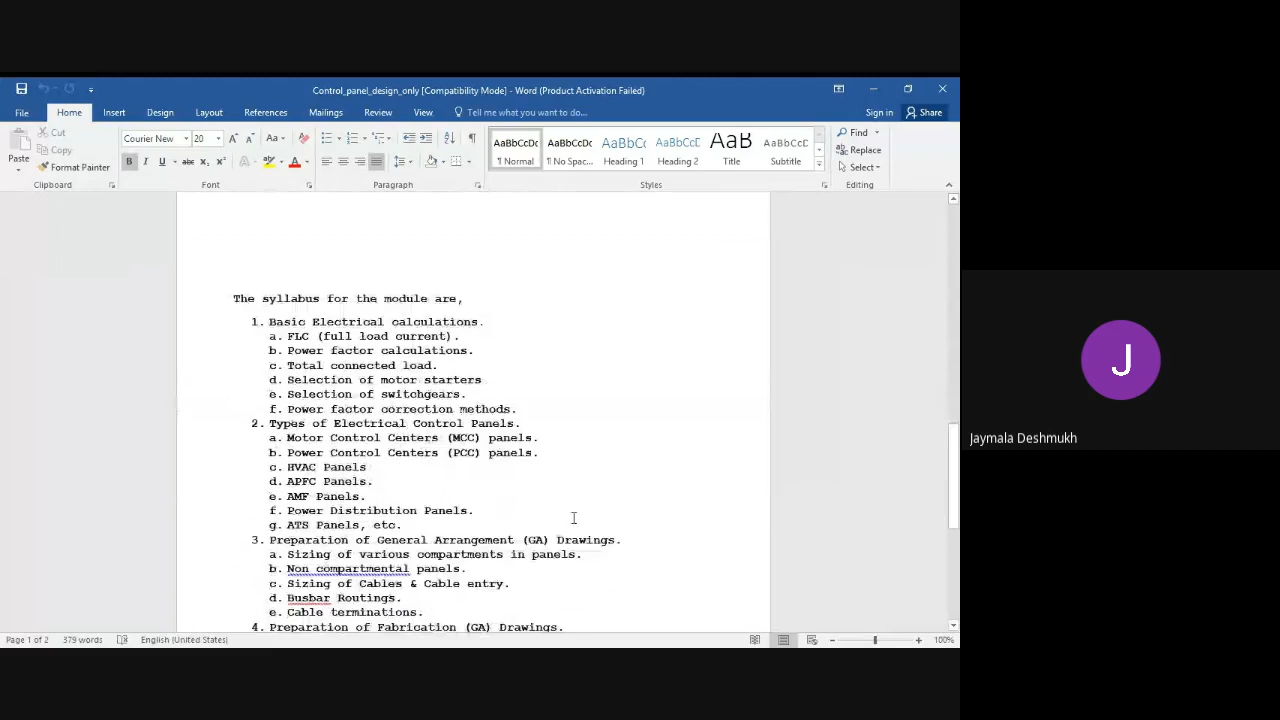 Control_panel_design_only [Compatibility Mode] - Word (Product Activation Failed)
File Home Insert Design Layout References Mailings Review View Tell me what you want to do... Sign in Share
Paste Cut Copy Format Painter
Clipboard
Courier New 20 Aa
B I U abc X₂ X² A A
Font
Paragraph
AaBbCcDc AaBbCcDc AaBbC AaBbCcC AaB AaBbCcD
¶ Normal ¶ No Spac... Heading 1 Heading 2 Title Subtitle
Styles
Find
Replace
Select
Editing
The syllabus for the module are,
1. Basic Electrical calculations.
a. FLC (full load current).
b. Power factor calculations.
c. Total connected load.
d. Selection of motor starters
e. Selection of switchgears.
f. Power factor correction methods.
2. Types of Electrical Control Panels.
a. Motor Control Centers (MCC) panels.
b. Power Control Centers (PCC) panels.
c. HVAC Panels
d. APFC Panels.
e. AMF Panels.
f. Power Distribution Panels.
g. ATS Panels, etc.
3. Preparation of General Arrangement (GA) Drawings.
a. Sizing of various compartments in panels.
b. Non compartmental panels.
c. Sizing of Cables & Cable entry.
d. Busbar Routings.
e. Cable terminations.
4. Preparation of Fabrication (GA) Drawings.
Page 1 of 2 379 words English (United States) 100%
J
Jaymala Deshmukh